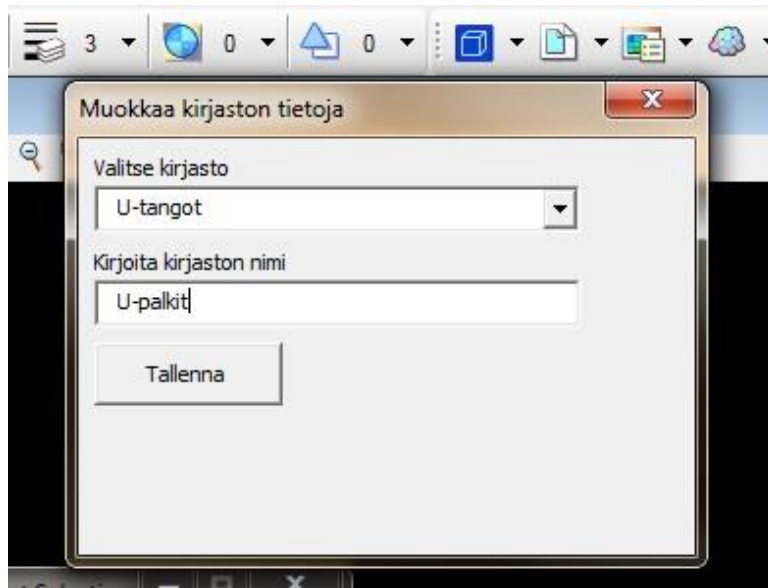 3 0 0
Muokkaa kirjaston tietoja
Valitse kirjasto
U-tangot
Kirjoita kirjaston nimi
U-palkit
Tallenna